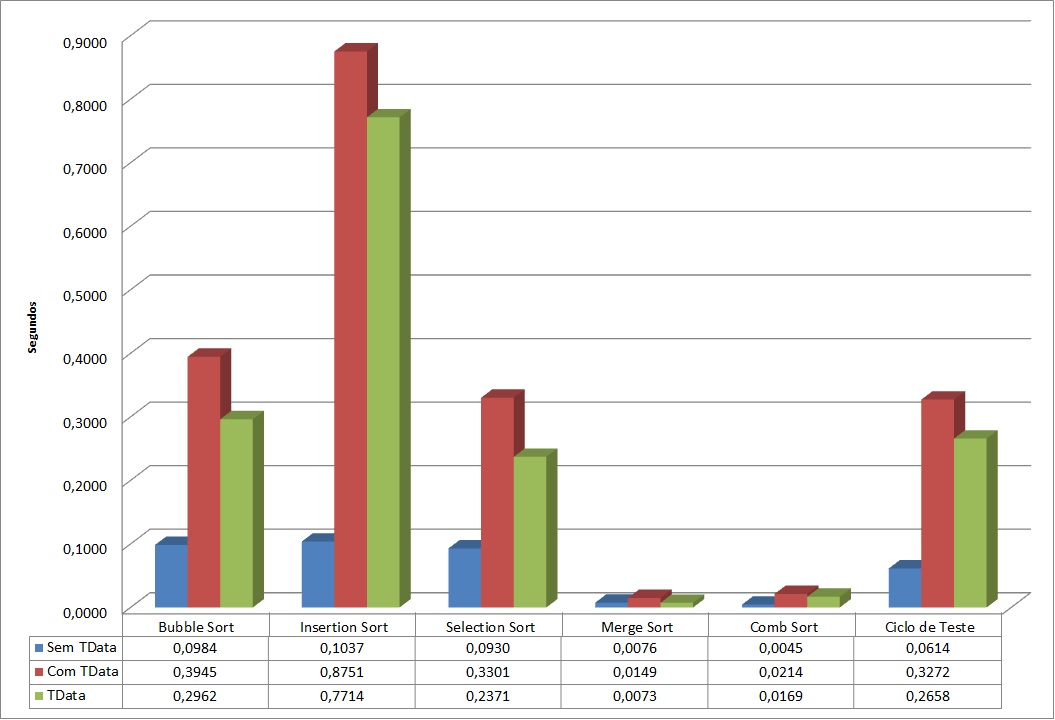 0,9000
0,8000
0,7000
0,6000
0,5000
0,4000
0,3000
0,2000
0,1000
0,0000
Segundos
Bubble Sort Insertion Sort Selection Sort Merge Sort Comb Sort Ciclo de Teste
Sem TData 0,0984 0,1037 0,0930 0,0076 0,0045 0,0614
Com TData 0,3945 0,8751 0,3301 0,0149 0,0214 0,3272
TData 0,2962 0,7714 0,2371 0,0073 0,0169 0,2658